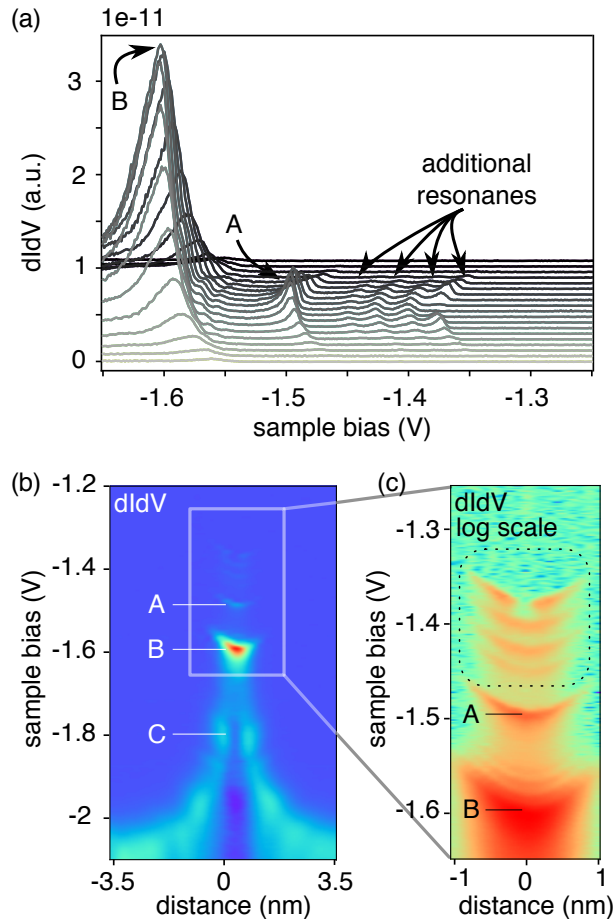 (a)
1e-11
3
2
1
0
dIdV (a.u.)
B
A
additional
resonanes
-1.6
-1.5
-1.4
-1.3
sample bias (V)
(b)
-1.2
-1.4
-1.6
-1.8
-2
sample bias (V)
dIdV
A
B
C
-3.5
0
3.5
distance (nm)
(c)
-1.3
-1.4
-1.5
-1.6
sample bias (V)
dIdV
log scale
A
B
-1
0
1
distance (nm)